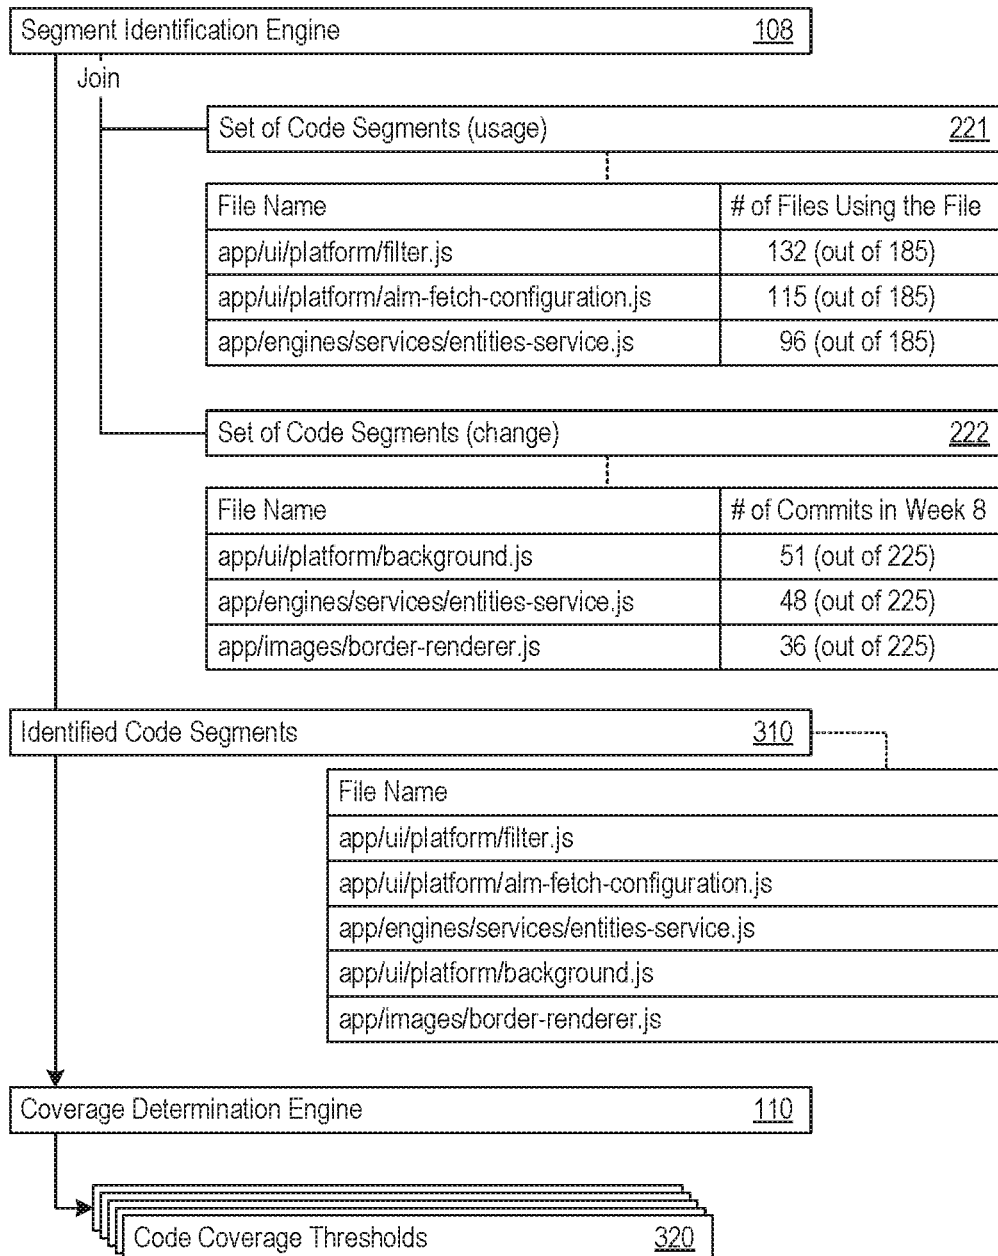 Segment Identification Engine 108
Join
Set of Code Segments (usage) 221
File Name # of Files Using the File
app/ui/platform/filter.js 132 (out of 185)
app/ui/platform/alm-fetch-configuration.js 115 (out of 185)
app/engines/services/entities-service.js 96 (out of 185)
Set of Code Segments (change) 222
File Name # of Commits in Week 8
app/ui/platform/background.js 51 (out of 225)
app/engines/services/entities-service.js 48 (out of 225)
app/images/border-renderer.js 36 (out of 225)
Identified Code Segments 310
File Name
app/ui/platform/filter.js
app/ui/platform/alm-fetch-configuration.js
app/engines/services/entities-service.js
app/ui/platform/background.js
app/images/border-renderer.js
Coverage Determination Engine 110
Code Coverage Thresholds 320